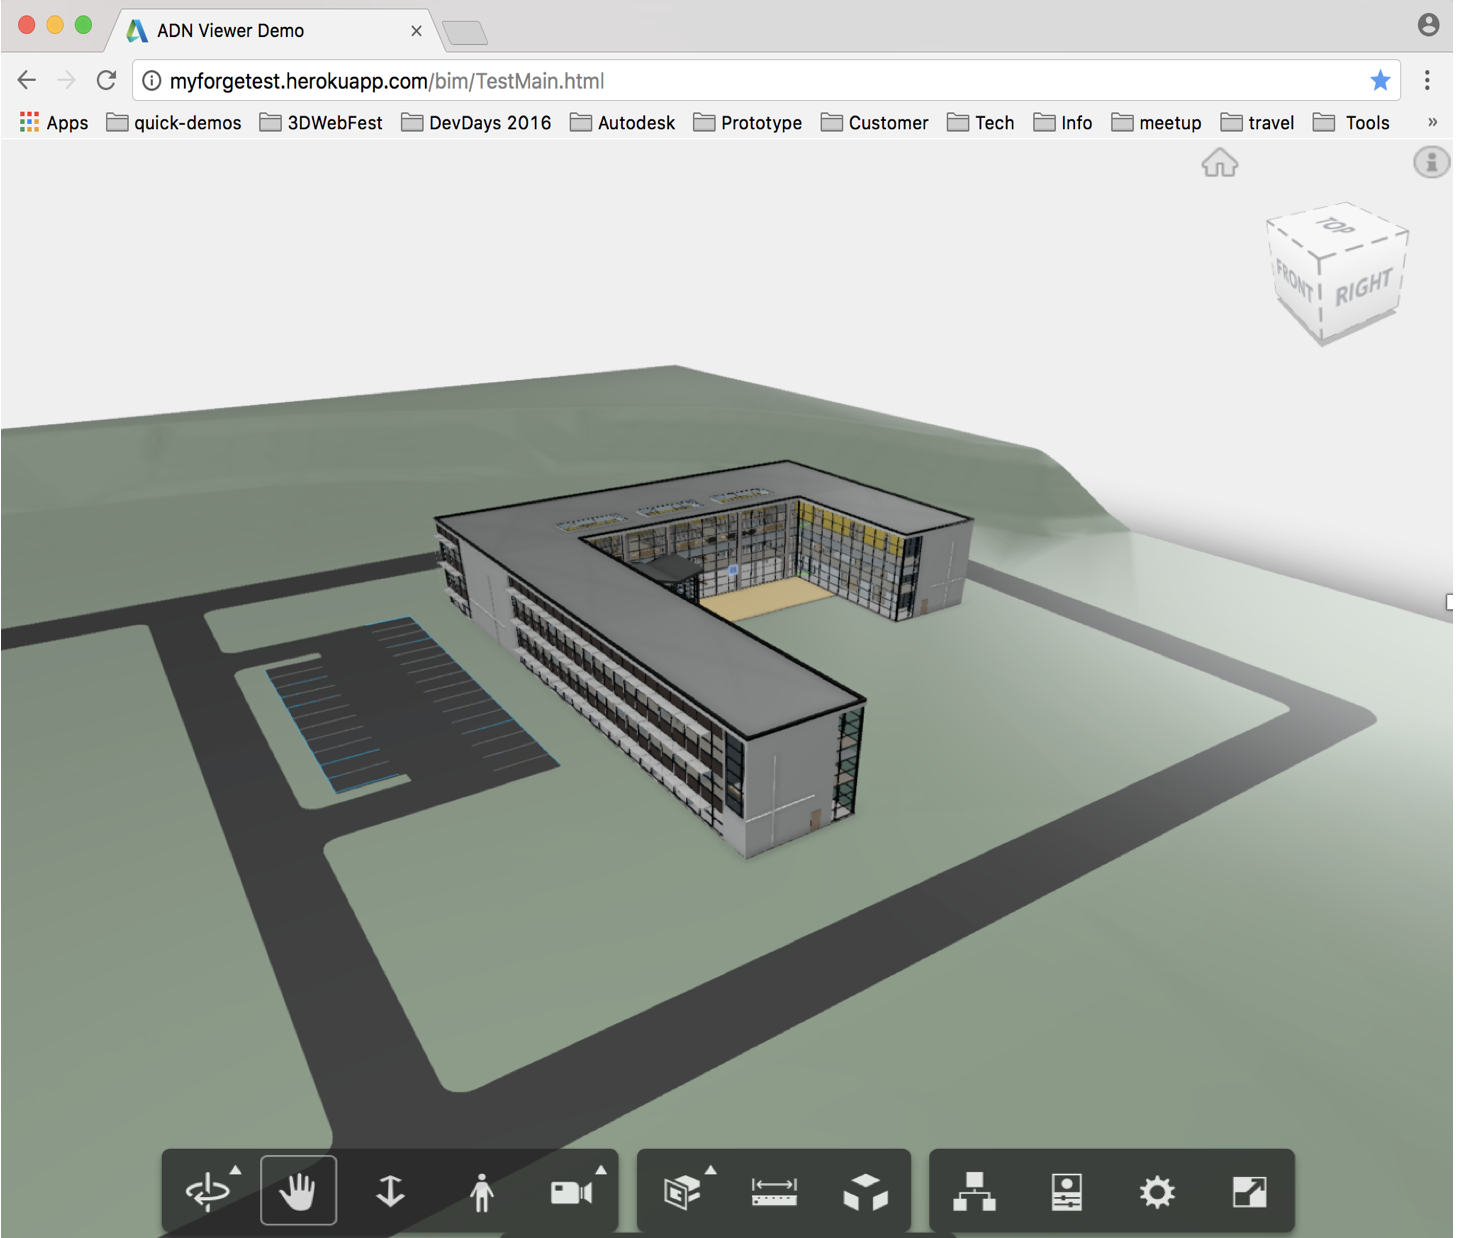 ADN Viewer Demo
myforgetest.herokuapp.com/bim/TestMain.html
Apps quick-demos 3DWebFest DevDays 2016 Autodesk Prototype Customer Tech Info meetup travel Tools »
TOP
FRONT RIGHT